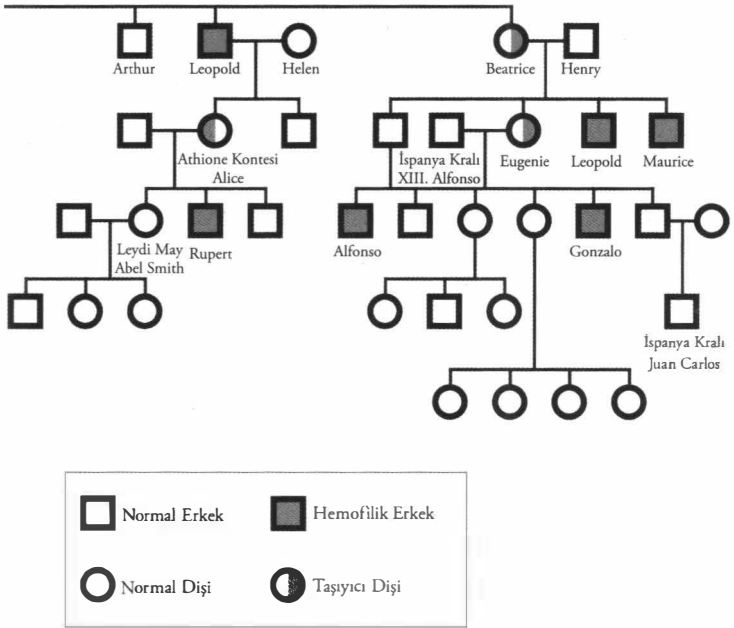 Arthur Leopold Helen Beatrice Henry
Athione Kontesi
Alice
İspanya Kralı
XIII. Alfonso
Eugenie Leopold Maurice
Leydi May
Abel Smith
Rupert
Alfonso
Gonzalo
İspanya Kralı
Juan Carlos
Normal Erkek
Hemofilik Erkek
Normal Dişi
Taşıyıcı Dişi